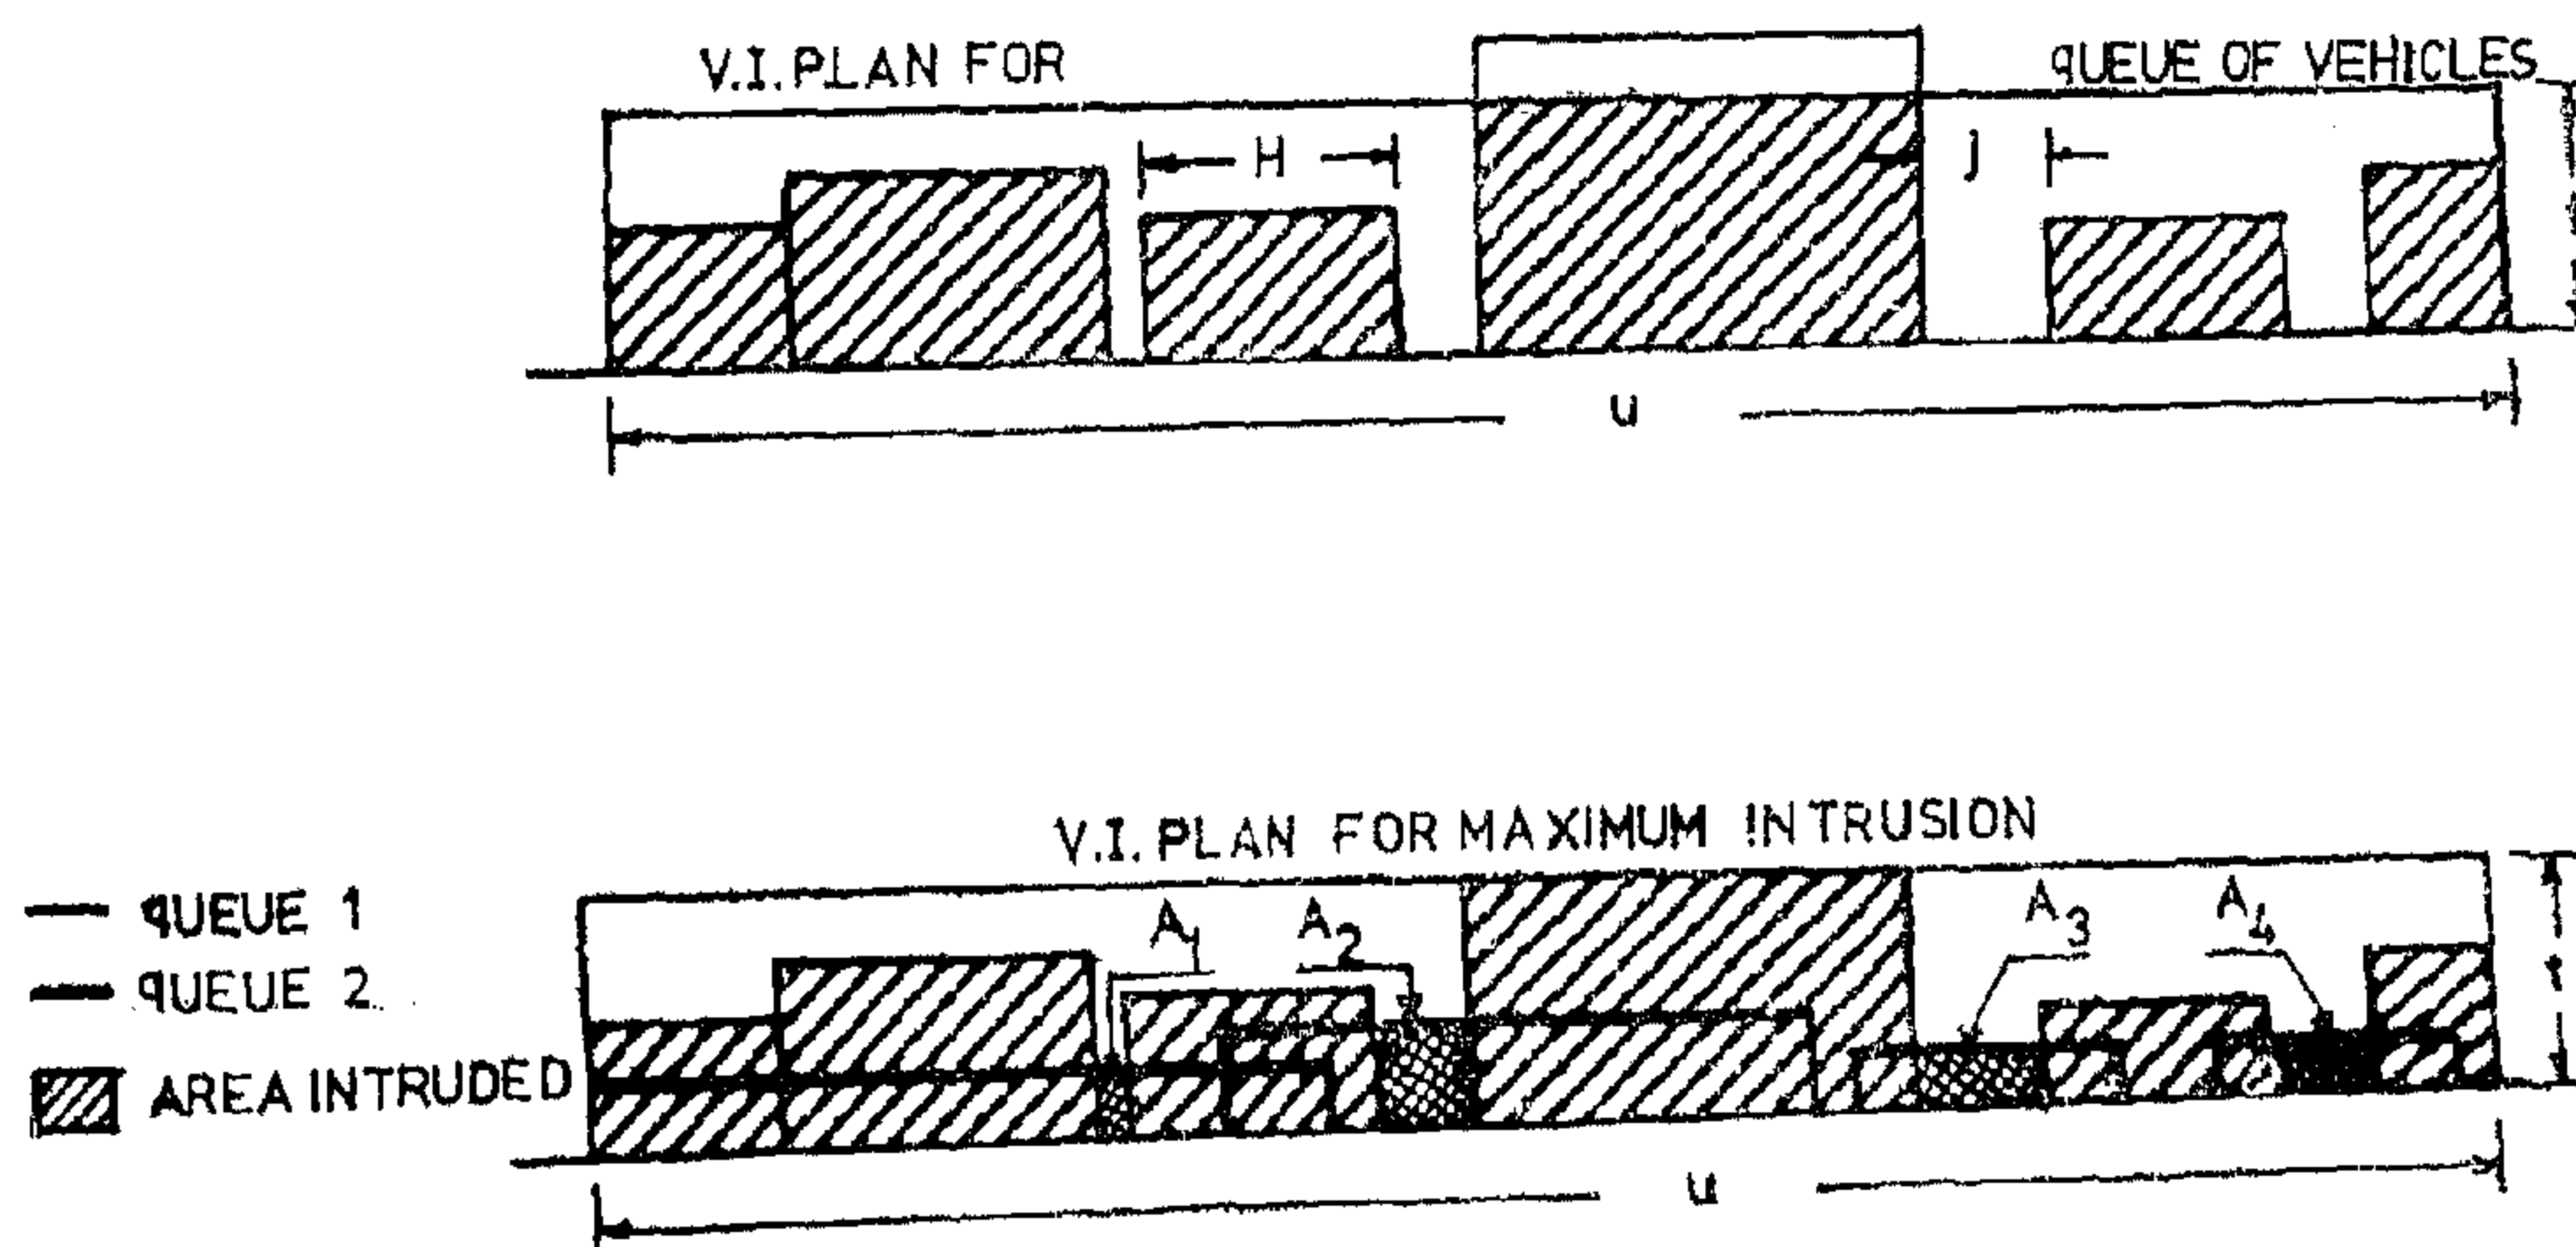 V.I. PLAN FOR qUEUE OF VEHICLES
H j
u
V.I. PLAN FOR MAXIMUM INTRUSION
qUEUE 1
qUEUE 2.
AREA INTRUDED
A1 A2 A3 A4
t
u